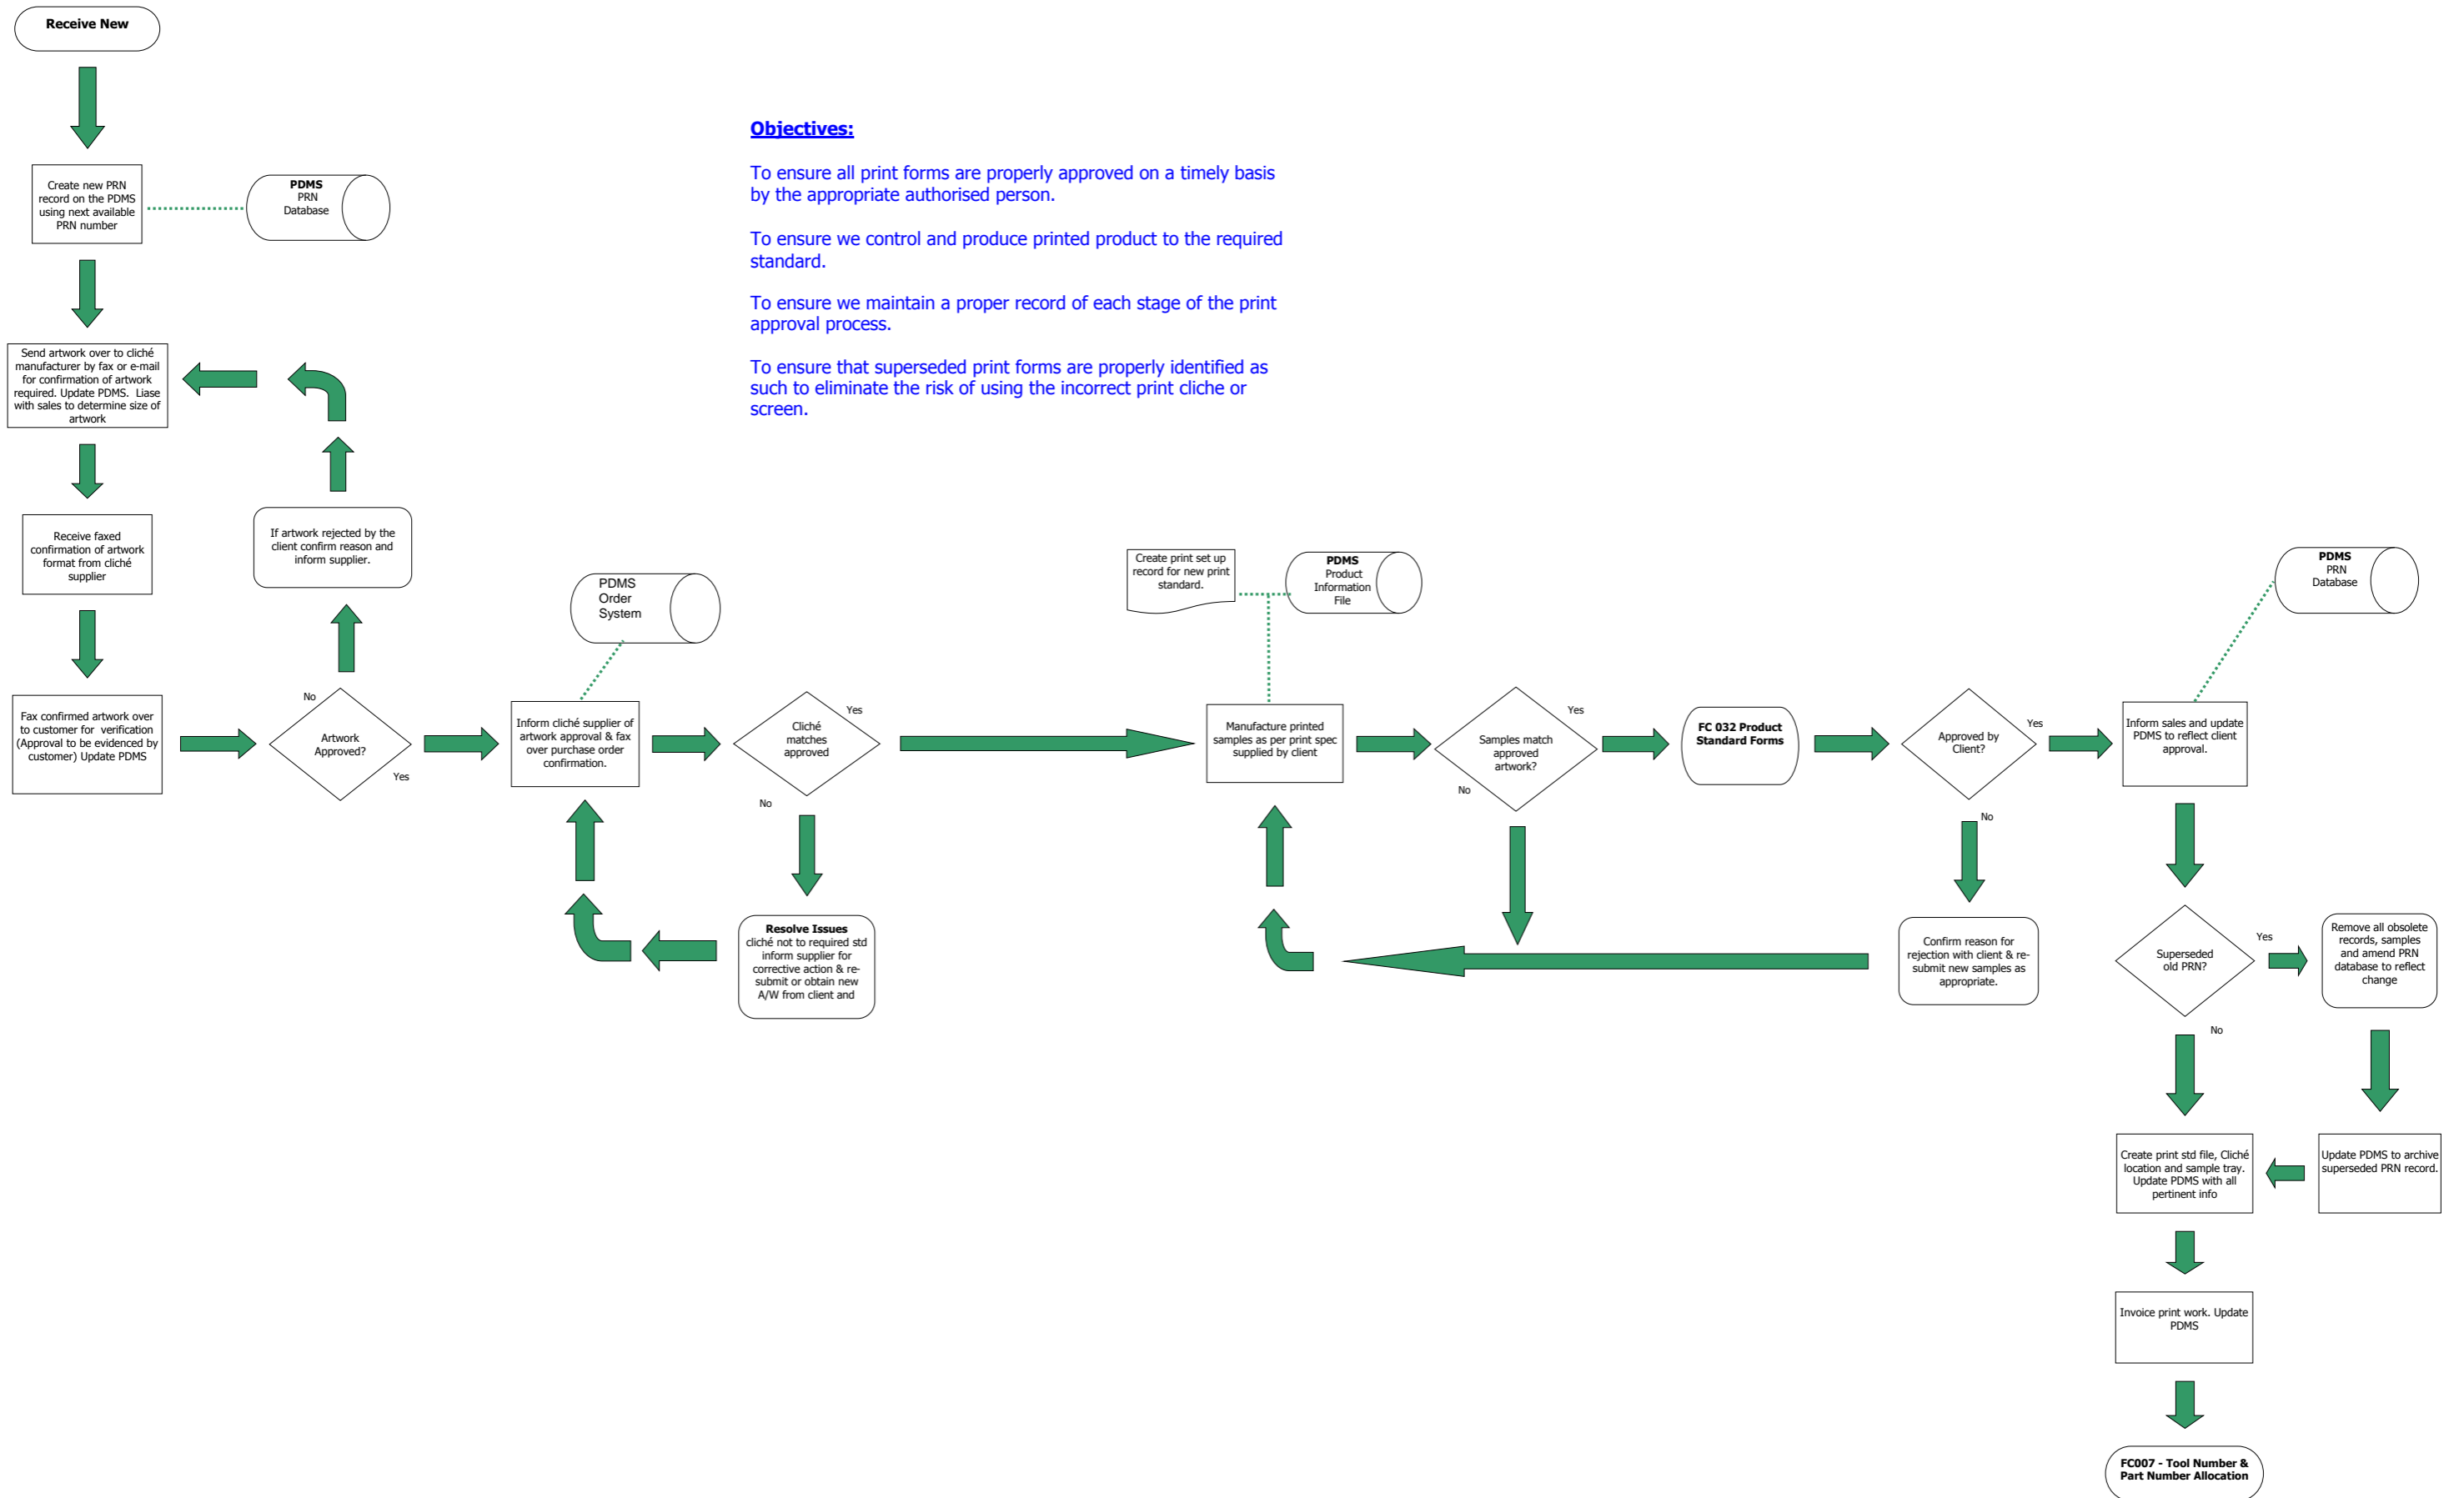 Receive New
Create new PRN
record on the PDMS
using next available
PRN number
PDMS
PRN
Database
Objectives:
To ensure all print forms are properly approved on a timely basis
by the appropriate authorised person.
To ensure we control and produce printed product to the required
standard.
To ensure we maintain a proper record of each stage of the print
approval process.
To ensure that superseded print forms are properly identified as
such to eliminate the risk of using the incorrect print cliche or
screen.
Send artwork over to cliché
manufacturer by fax or e-mail
for confirmation of artwork
required. Update PDMS.  Liase
with sales to determine size of
artwork
Receive faxed
confirmation of artwork
format from cliché
supplier
If artwork rejected by the
client confirm reason and
inform supplier.
Fax confirmed artwork over
to customer for  verification
(Approval to be evidenced by
customer) Update PDMS
No
Artwork
Approved?
Yes
PDMS
Order
System
Inform cliché supplier of
artwork approval & fax
over purchase order
confirmation.
Cliché
matches
approved
Yes
No
Resolve Issues
cliché not to required std
inform supplier for
corrective action & re-
submit or obtain new
A/W from client and
Create print set up
record for new print
standard.
PDMS
Product
Information
File
Manufacture printed
samples as per print spec
supplied by client
Samples match
approved
artwork?
Yes
No
FC 032 Product
Standard Forms
Approved by
Client?
Yes
No
Confirm reason for
rejection with client & re-
submit new samples as
appropriate.
PDMS
PRN
Database
Inform sales and update
PDMS to reflect client
approval.
Superseded
old PRN?
Yes
No
Remove all obsolete
records, samples
and amend PRN
database to reflect
change
Update PDMS to archive
superseded PRN record.
Create print std file, Cliché
location and sample tray.
Update PDMS with all
pertinent info
Invoice print work. Update
PDMS
FC007 - Tool Number &
Part Number Allocation